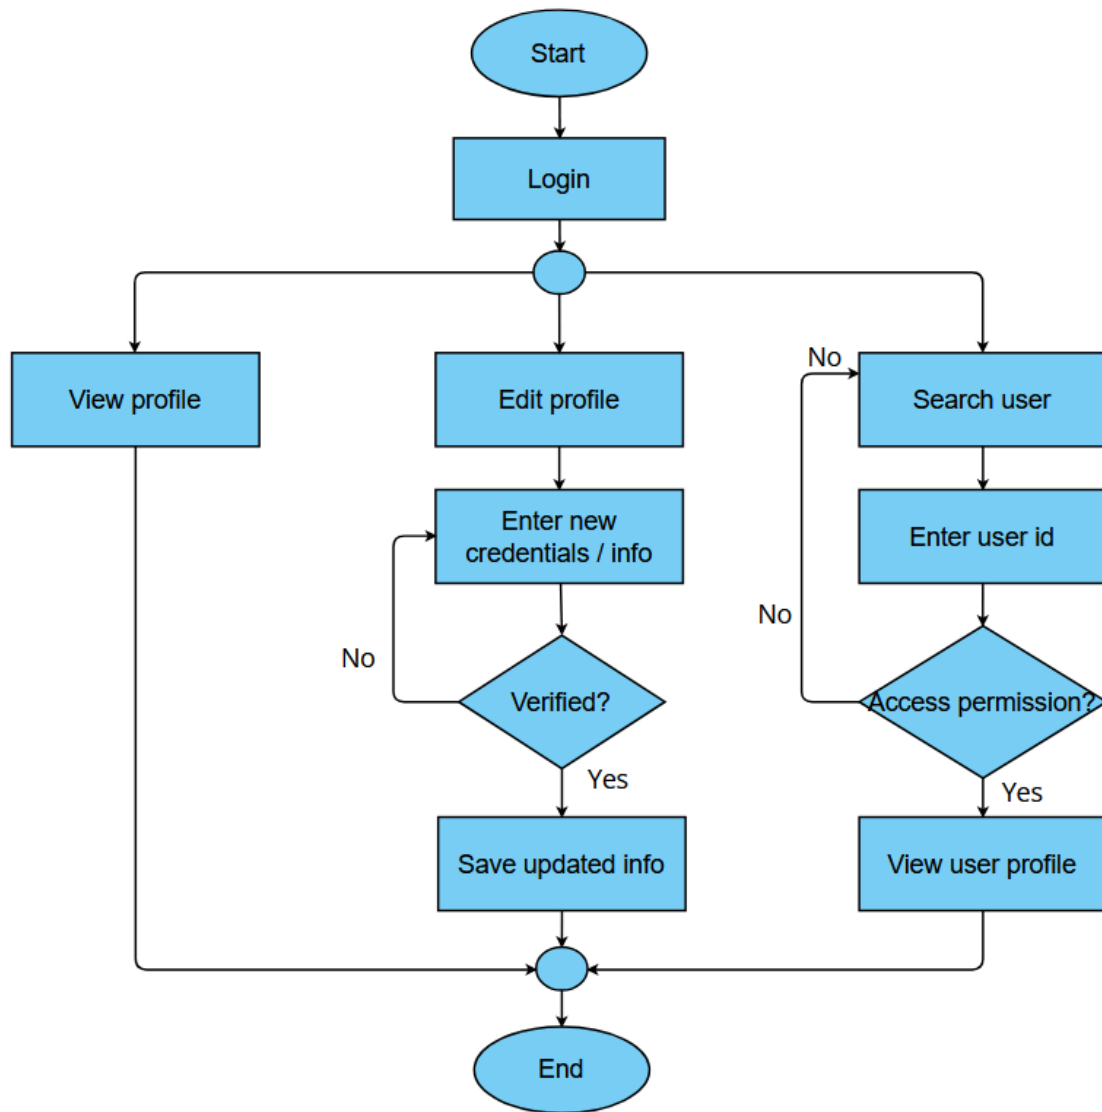 Start
Login
View profile
Edit profile
No
Search user
Enter new
credentials / info
Enter user id
No
No
Verified?
Access permission?
Yes
Yes
Save updated info
View user profile
End